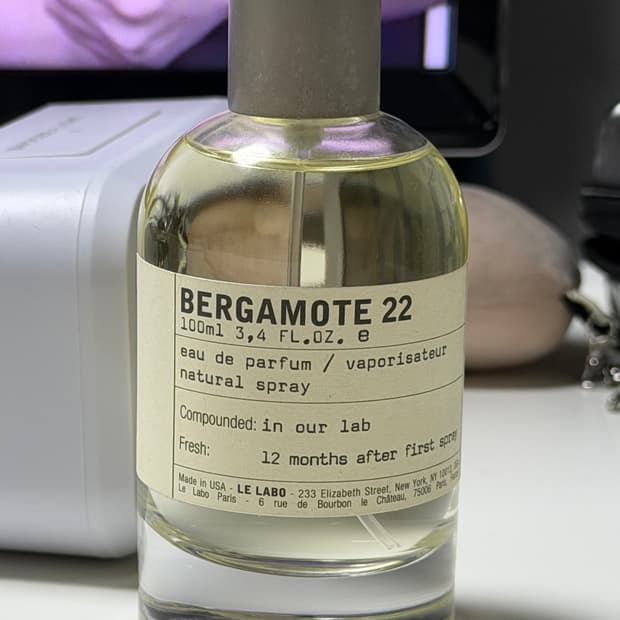 BERGAMOTE 22
100ml 3,4 FL.OZ. e
eau de parfum / vaporisateur
natural spray
Compounded: in our lab
Fresh: 12 months after first spray
Made in USA - LE LABO - 233 Elizabeth Street, New York, NY
Le Labo Paris - 6 rue de Bourbon le Château, 75006 Paris,